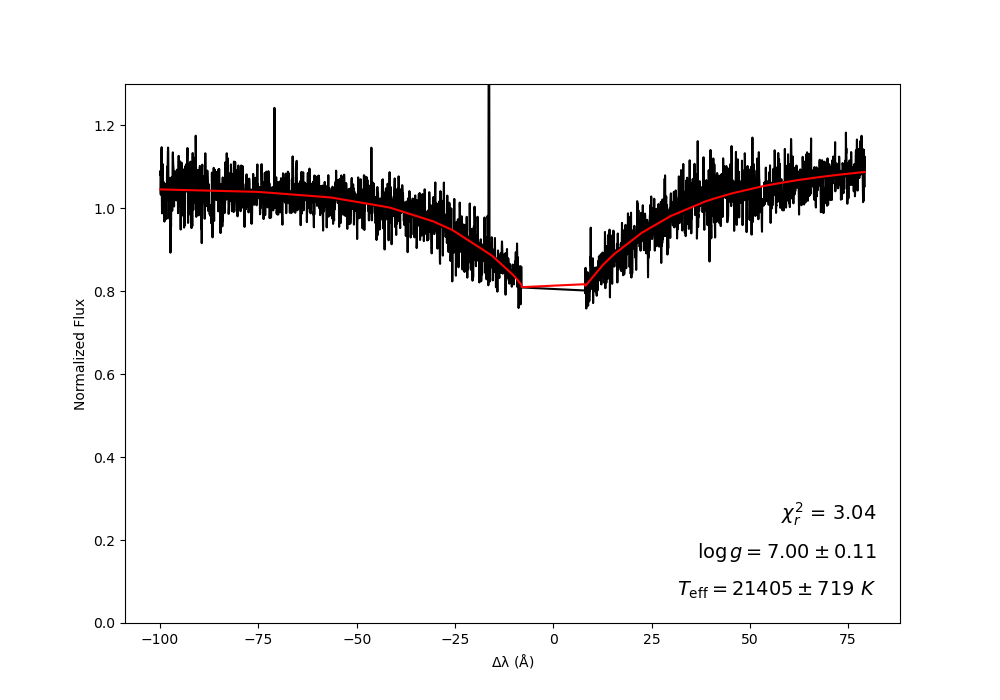 1.2
1.0
0.8
0.6
0.4
0.2
0.0
Normalized Flux
χ²ᵣ = 3.04
log g = 7.00 ± 0.11
T_eff = 21405 ± 719 K
−100 −75 −50 −25 0 25 50 75
Δλ (Å)